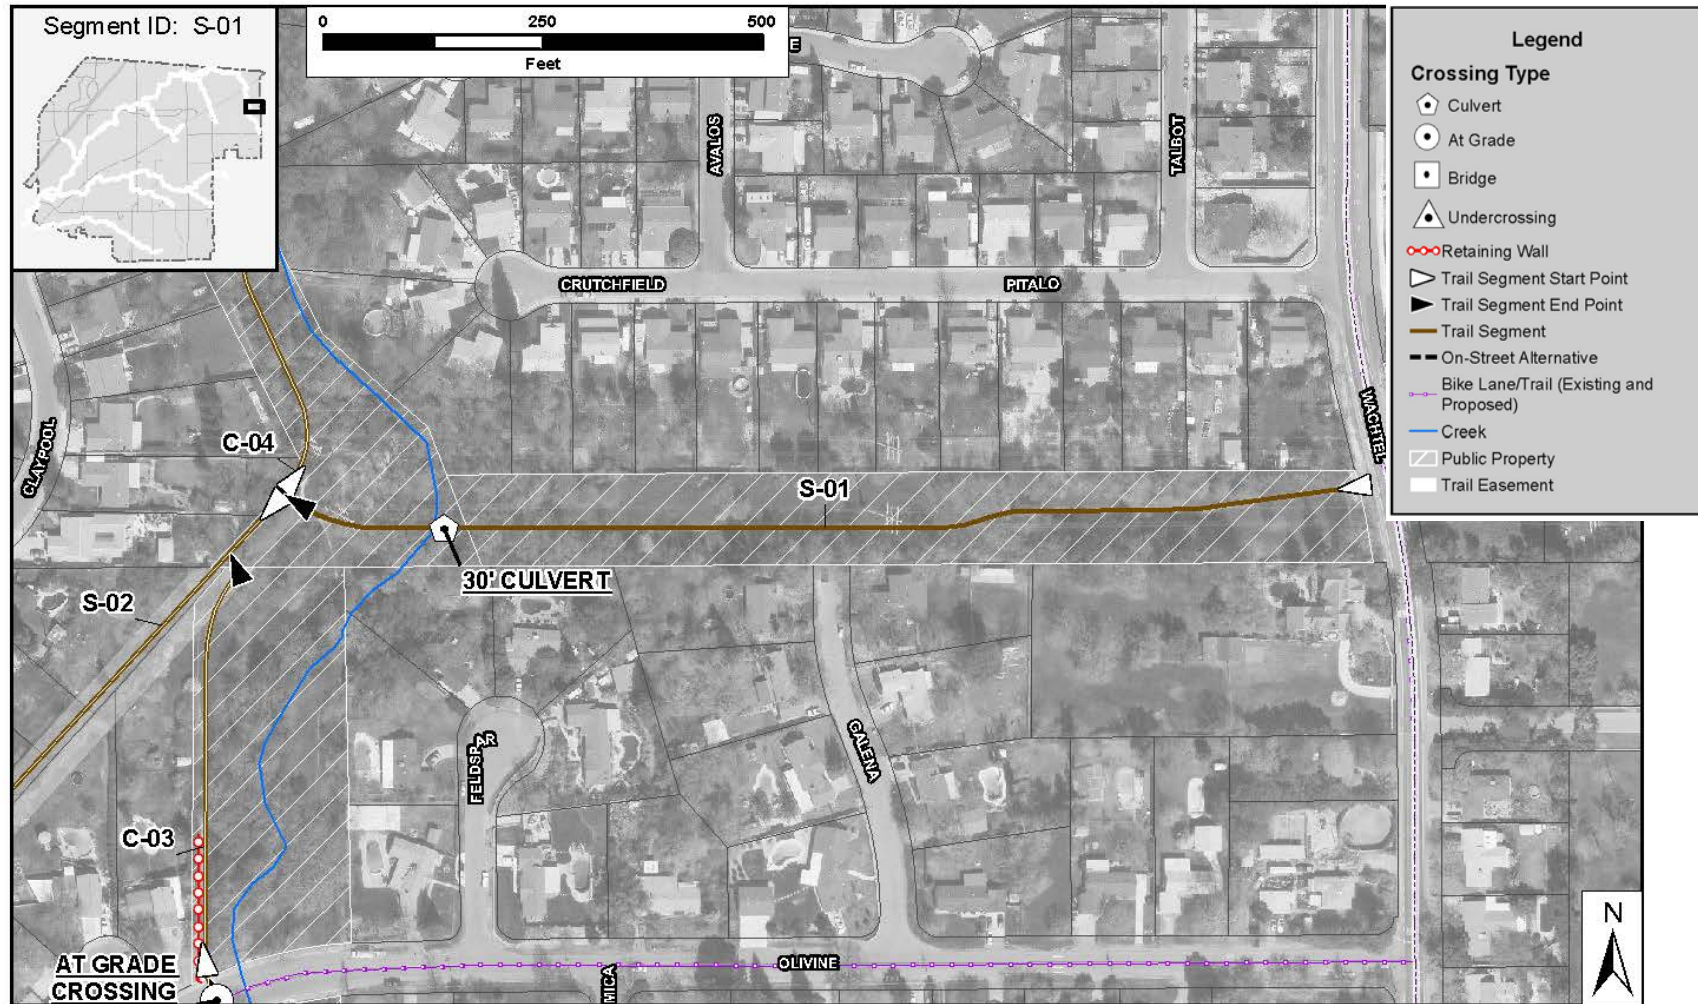 Segment ID: S-01
0 250 500
Feet
E
AVALOS
TALBOT
CRUTCHFIELD
PITALO
WACHTEL
CLAYPOOL
C-04
S-01
30' CULVERT
S-02
FELDSPAR
GALENA
C-03
AT GRADE
CROSSING
MICA
OLIVINE
N
Legend
Crossing Type
Culvert
At Grade
Bridge
Undercrossing
Retaining Wall
Trail Segment Start Point
Trail Segment End Point
Trail Segment
On-Street Alternative
Bike Lane/Trail (Existing and
Proposed)
Creek
Public Property
Trail Easement